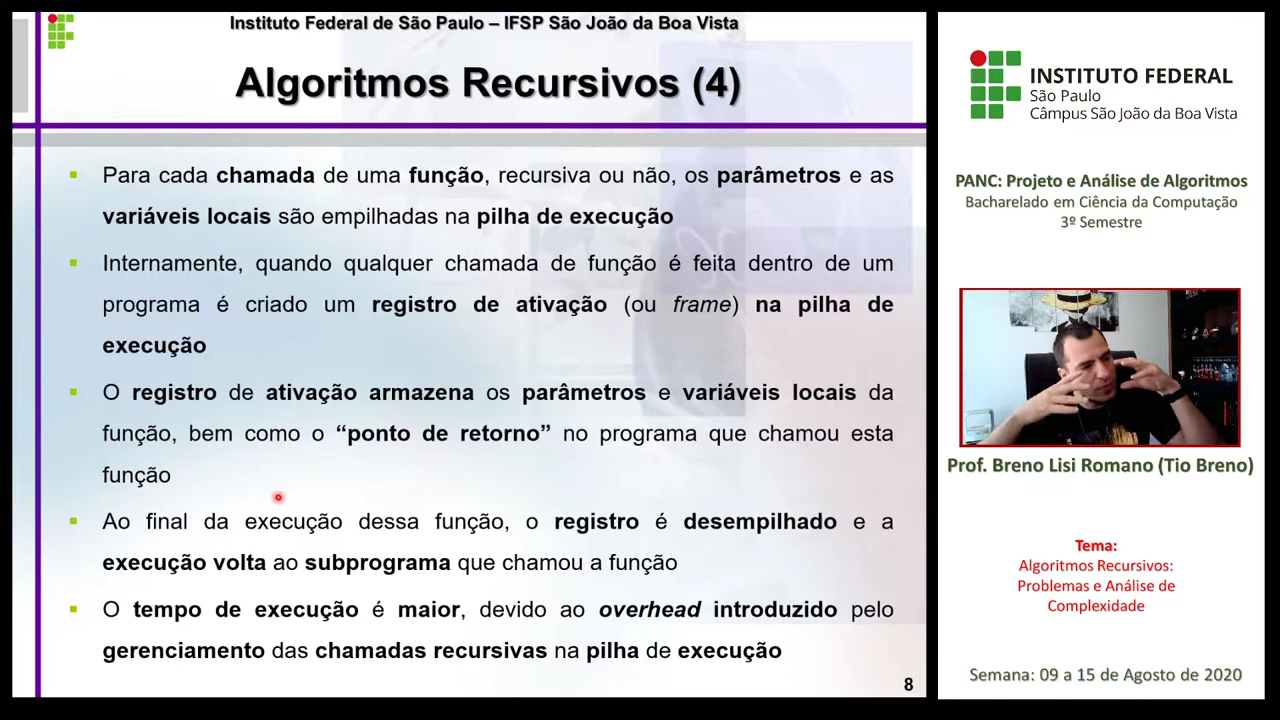 Instituto Federal de São Paulo – IFSP São João da Boa Vista
Algoritmos Recursivos (4)
Para cada chamada de uma função, recursiva ou não, os parâmetros e as
variáveis locais são empilhadas na pilha de execução
Internamente, quando qualquer chamada de função é feita dentro de um
programa é criado um registro de ativação (ou frame) na pilha de
execução
O registro de ativação armazena os parâmetros e variáveis locais da
função, bem como o “ponto de retorno” no programa que chamou esta
função
Ao final da execução dessa função, o registro é desempilhado e a
execução volta ao subprograma que chamou a função
O tempo de execução é maior, devido ao overhead introduzido pelo
gerenciamento das chamadas recursivas na pilha de execução
8
INSTITUTO FEDERAL
São Paulo
Câmpus São João da Boa Vista
PANC: Projeto e Análise de Algoritmos
Bacharelado em Ciência da Computação
3º Semestre
Prof. Breno Lisi Romano (Tio Breno)
Tema:
Algoritmos Recursivos:
Problemas e Análise de
Complexidade
Semana: 09 a 15 de Agosto de 2020